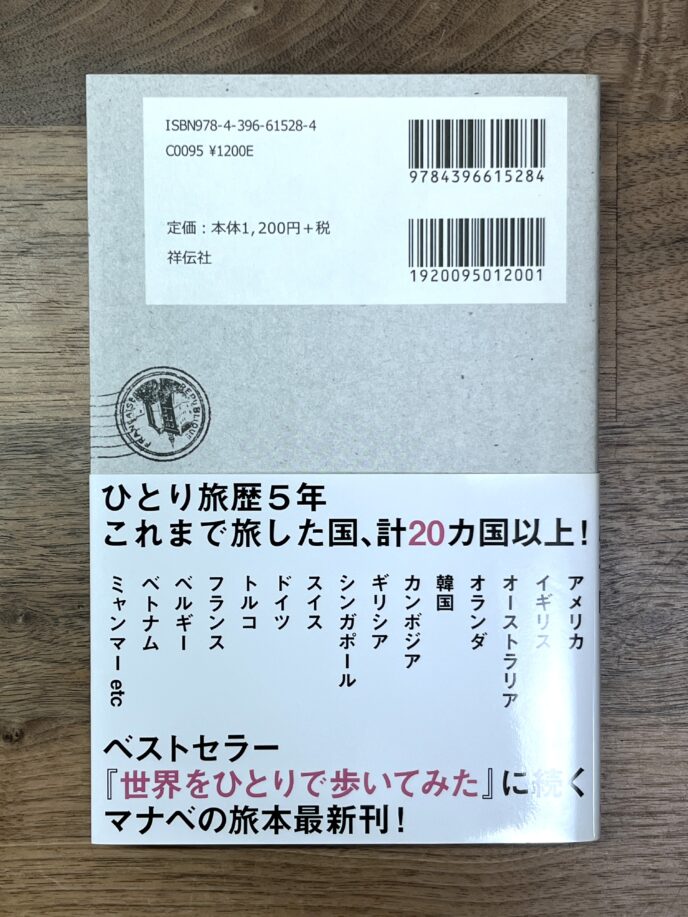 ISBN978-4-396-61528-4
C0095 ¥1200E
9784396615284
定価：本体1,200円＋税
祥伝社
1920095012001
FRANÇAISE
REPUBLIQUE
ひとり旅歴5年
これまで旅した国、計20カ国以上！
アメリカ
イギリス
オーストラリア
オランダ
韓国
カンボジア
ギリシア
シンガポール
スイス
ドイツ
トルコ
フランス
ベルギー
ベトナム
ミャンマー etc
ベストセラー
『世界をひとりで歩いてみた』に続く
マナベの旅本最新刊！